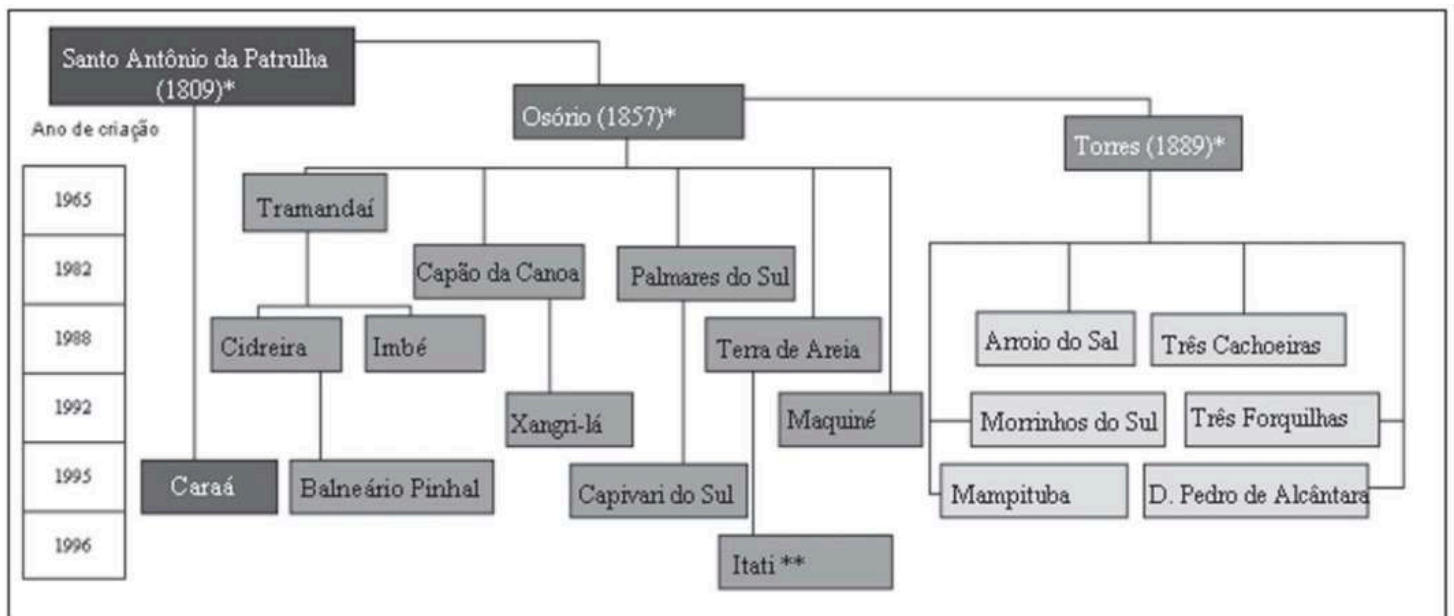 Santo Antônio da Patrulha
(1809)*
Osório (1857)*
Torres (1889)*
Ano de criação
1965
Tramandaí
1982
Capão da Canoa
Palmares do Sul
1988
Cidreira
Imbé
Terra de Areia
Arroio do Sal
Três Cachoeiras
1992
Xangri-lá
Maquiné
Morrinhos do Sul
Três Forquilhas
1995
Caraá
Balneário Pinhal
Capivari do Sul
Mampituba
D. Pedro de Alcântara
1996
Itati **